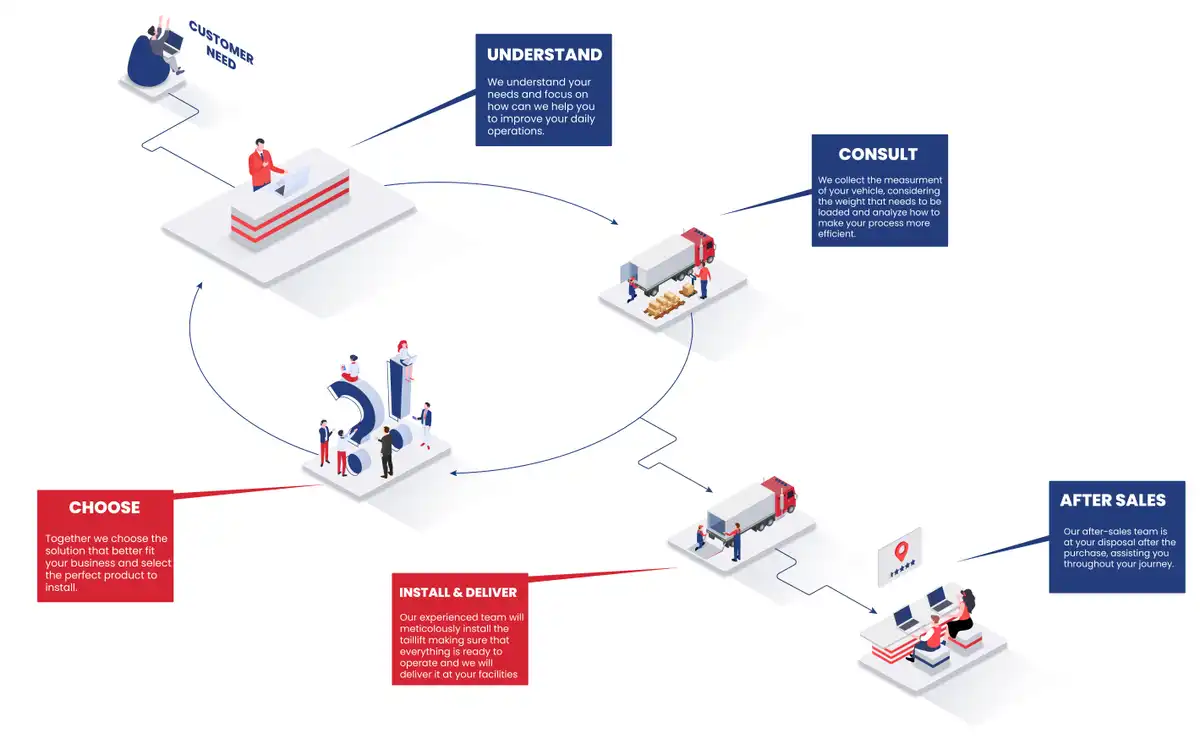 CUSTOMER
NEED
UNDERSTAND
We understand your
needs and focus on
how can we help you
to improve your daily
operations.
CONSULT
We collect the measurment
of your vehicle, considering
the weight that needs to be
loaded and analyze how to
make your process more
efficient.
CHOOSE
Together we choose the
solution that better fit
your business and select
the perfect product to
install.
INSTALL & DELIVER
Our experienced team will
meticolously install the
taillift making sure that
everything is ready to
operate and we will
deliver it at your facilities
AFTER SALES
Our after-sales team is
at your disposal after the
purchase, assisting you
throughout your journey.